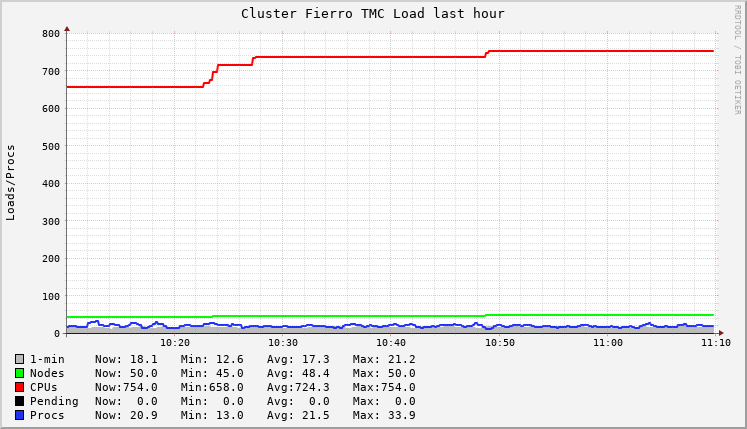 Cluster Fierro TMC Load last hour
RRDTOOL / TOBI OETIKER
Loads/Procs
800
700
600
500
400
300
200
100
0
10:20 10:30 10:40 10:50 11:00 11:10
1-min Now: 18.1 Min: 12.6 Avg: 17.3 Max: 21.2
Nodes Now: 50.0 Min: 45.0 Avg: 48.4 Max: 50.0
CPUs Now:754.0 Min:658.0 Avg:724.3 Max:754.0
Pending Now: 0.0 Min: 0.0 Avg: 0.0 Max: 0.0
Procs Now: 20.9 Min: 13.0 Avg: 21.5 Max: 33.9